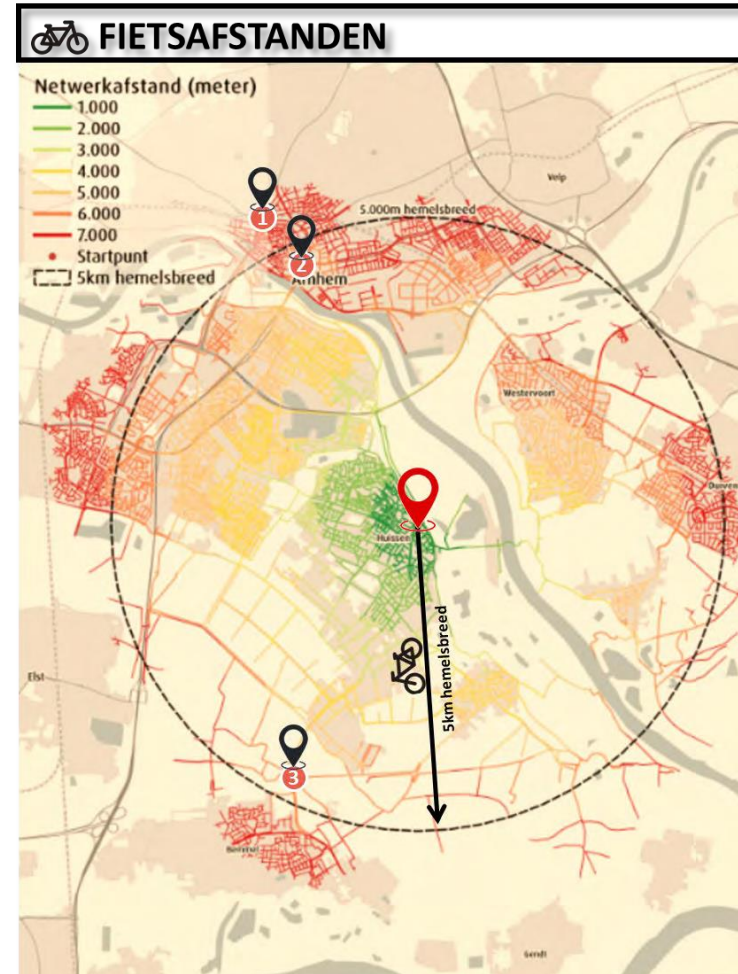 FIETSAFSTANDEN
Netwerkafstand (meter)
1.000
2.000
3.000
4.000
5.000
6.000
7.000
Startpunt
5km hemelsbreed
Velp
5.000m hemelsbreed
1
2
Arnhem
Westervoort
Duiven
Huissen
5km hemelsbreed
Elst
3
Bemmel
Gendt